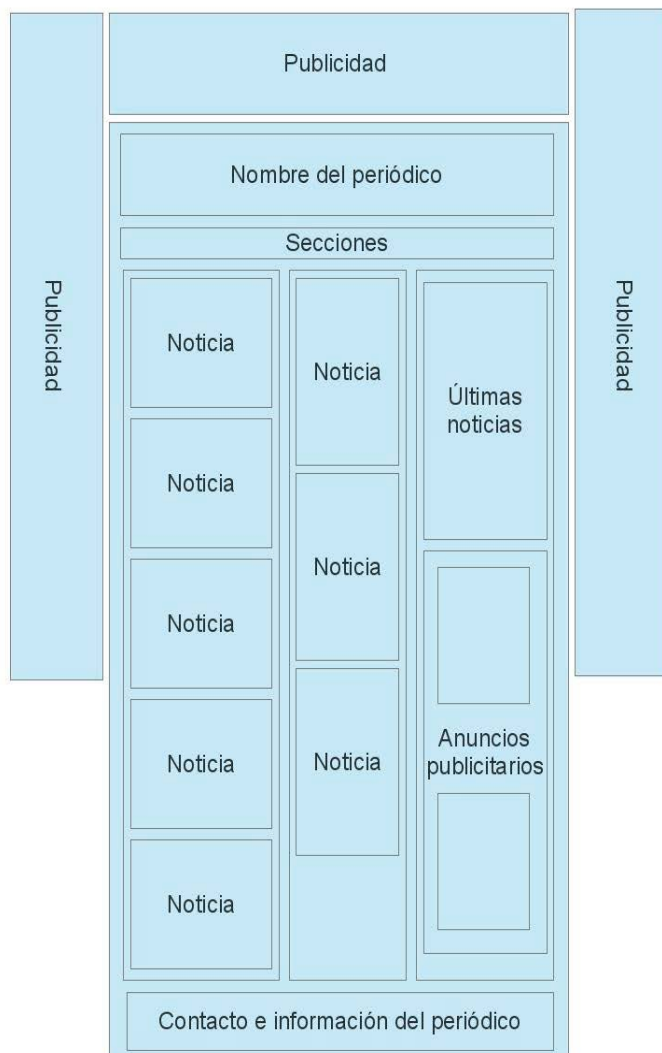 Publicidad
Publicidad
Publicidad
Nombre del periódico
Secciones
Noticia
Noticia
Noticia
Noticia
Noticia
Noticia
Noticia
Noticia
Últimas
noticias
Anuncios
publicitarios
Contacto e información del periódico